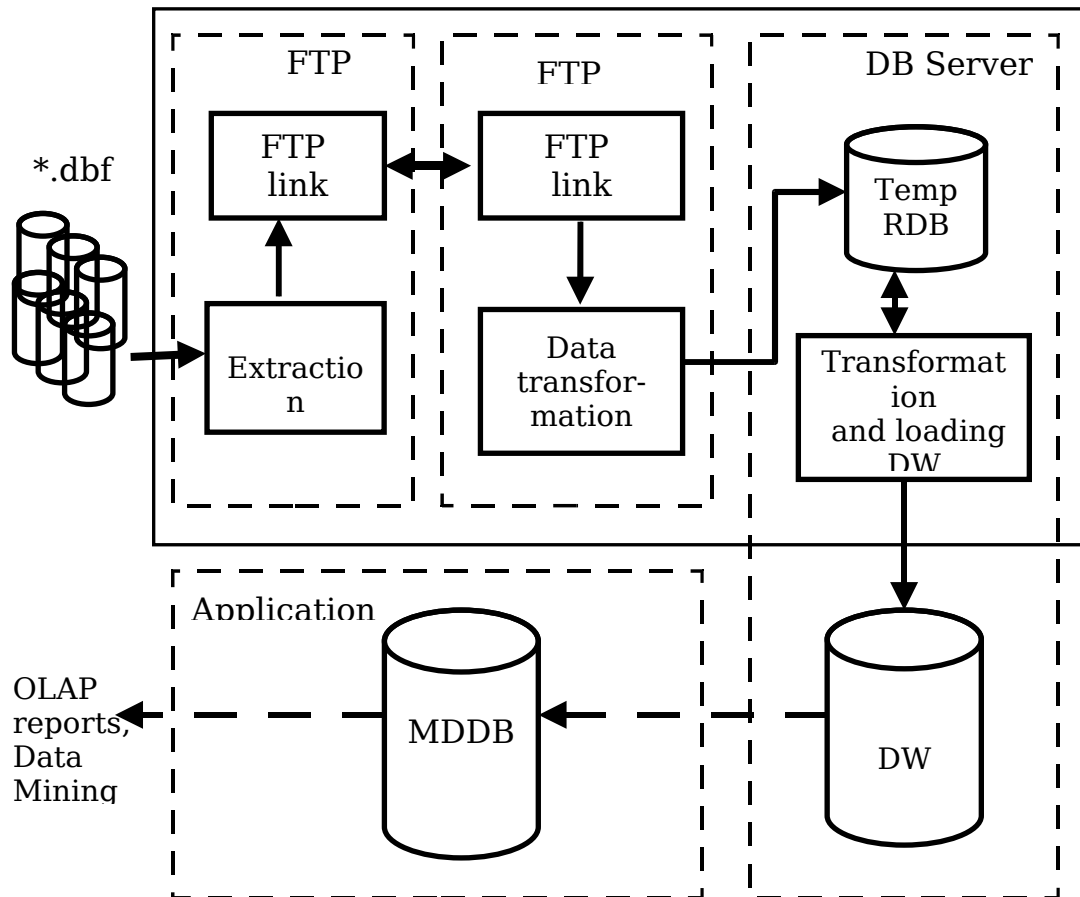 FTP
FTP
DB Server
*.dbf
FTP
link
FTP
link
Temp
RDB
Extractio
n
Data
transfor-
mation
Transformat
ion
and loading
DW
Application
OLAP
reports,
Data
Mining
MDDB
DW